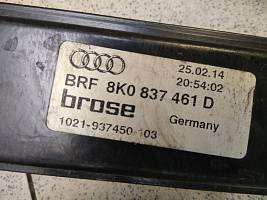 25.02.14
20:54:02
BRF 8K0 837 461 D
brose
Germany
1021-937450-103